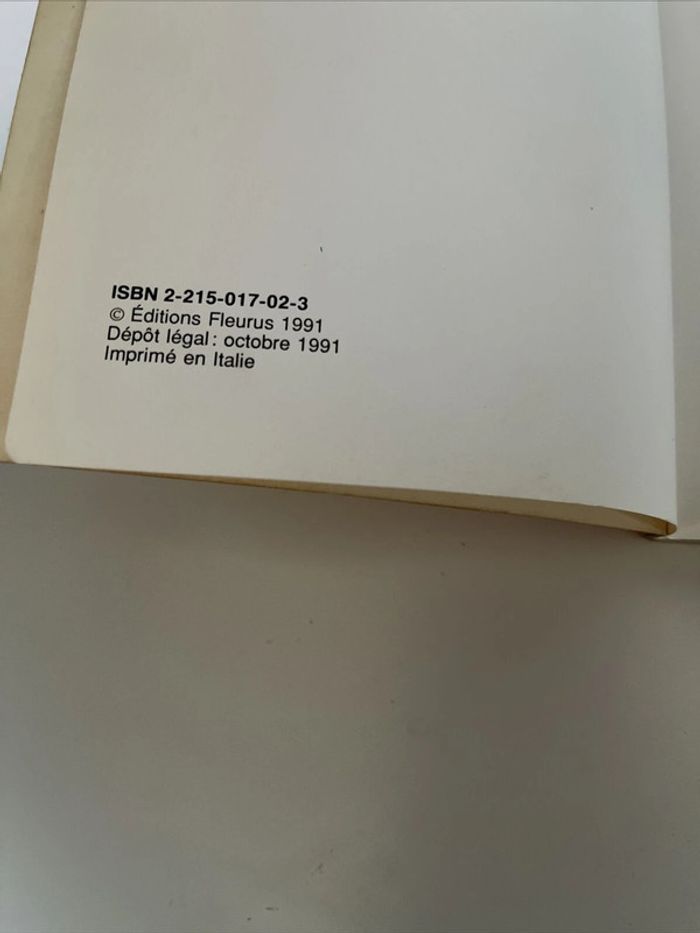 ISBN 2-215-017-02-3
© Éditions Fleurus 1991
Dépôt légal : octobre 1991
Imprimé en Italie